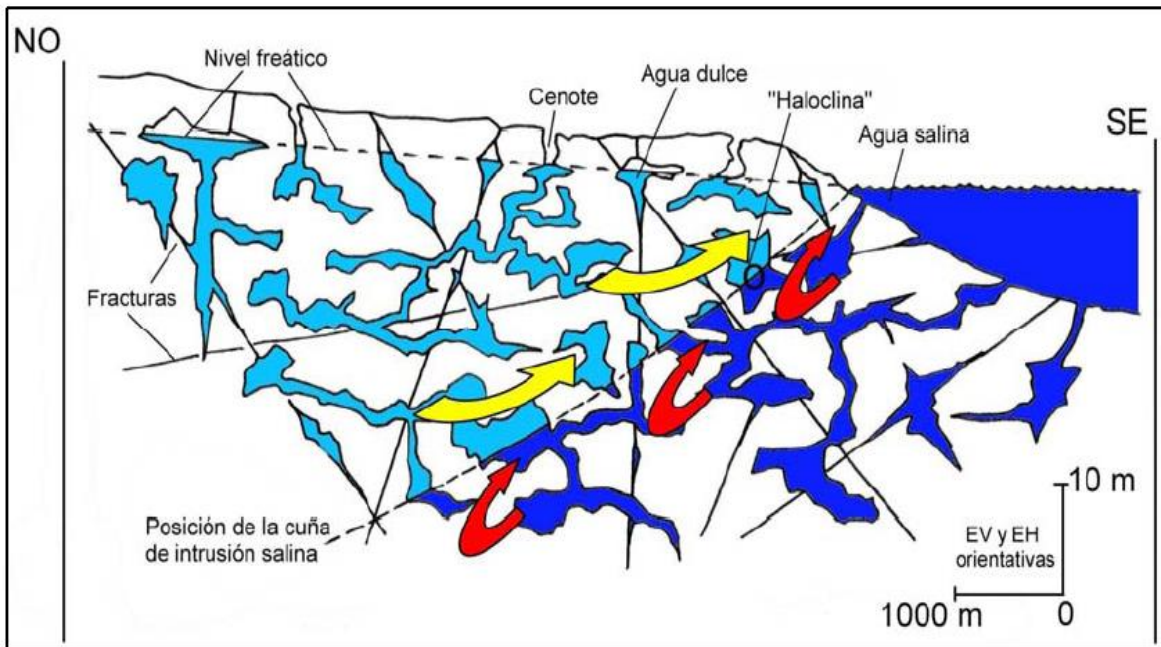 NO
Nivel freático
Cenote
Agua dulce
"Haloclina"
Agua salina
SE
Fracturas
Posición de la cuña
de intrusión salina
10 m
EV y EH
orientativas
1000 m
0